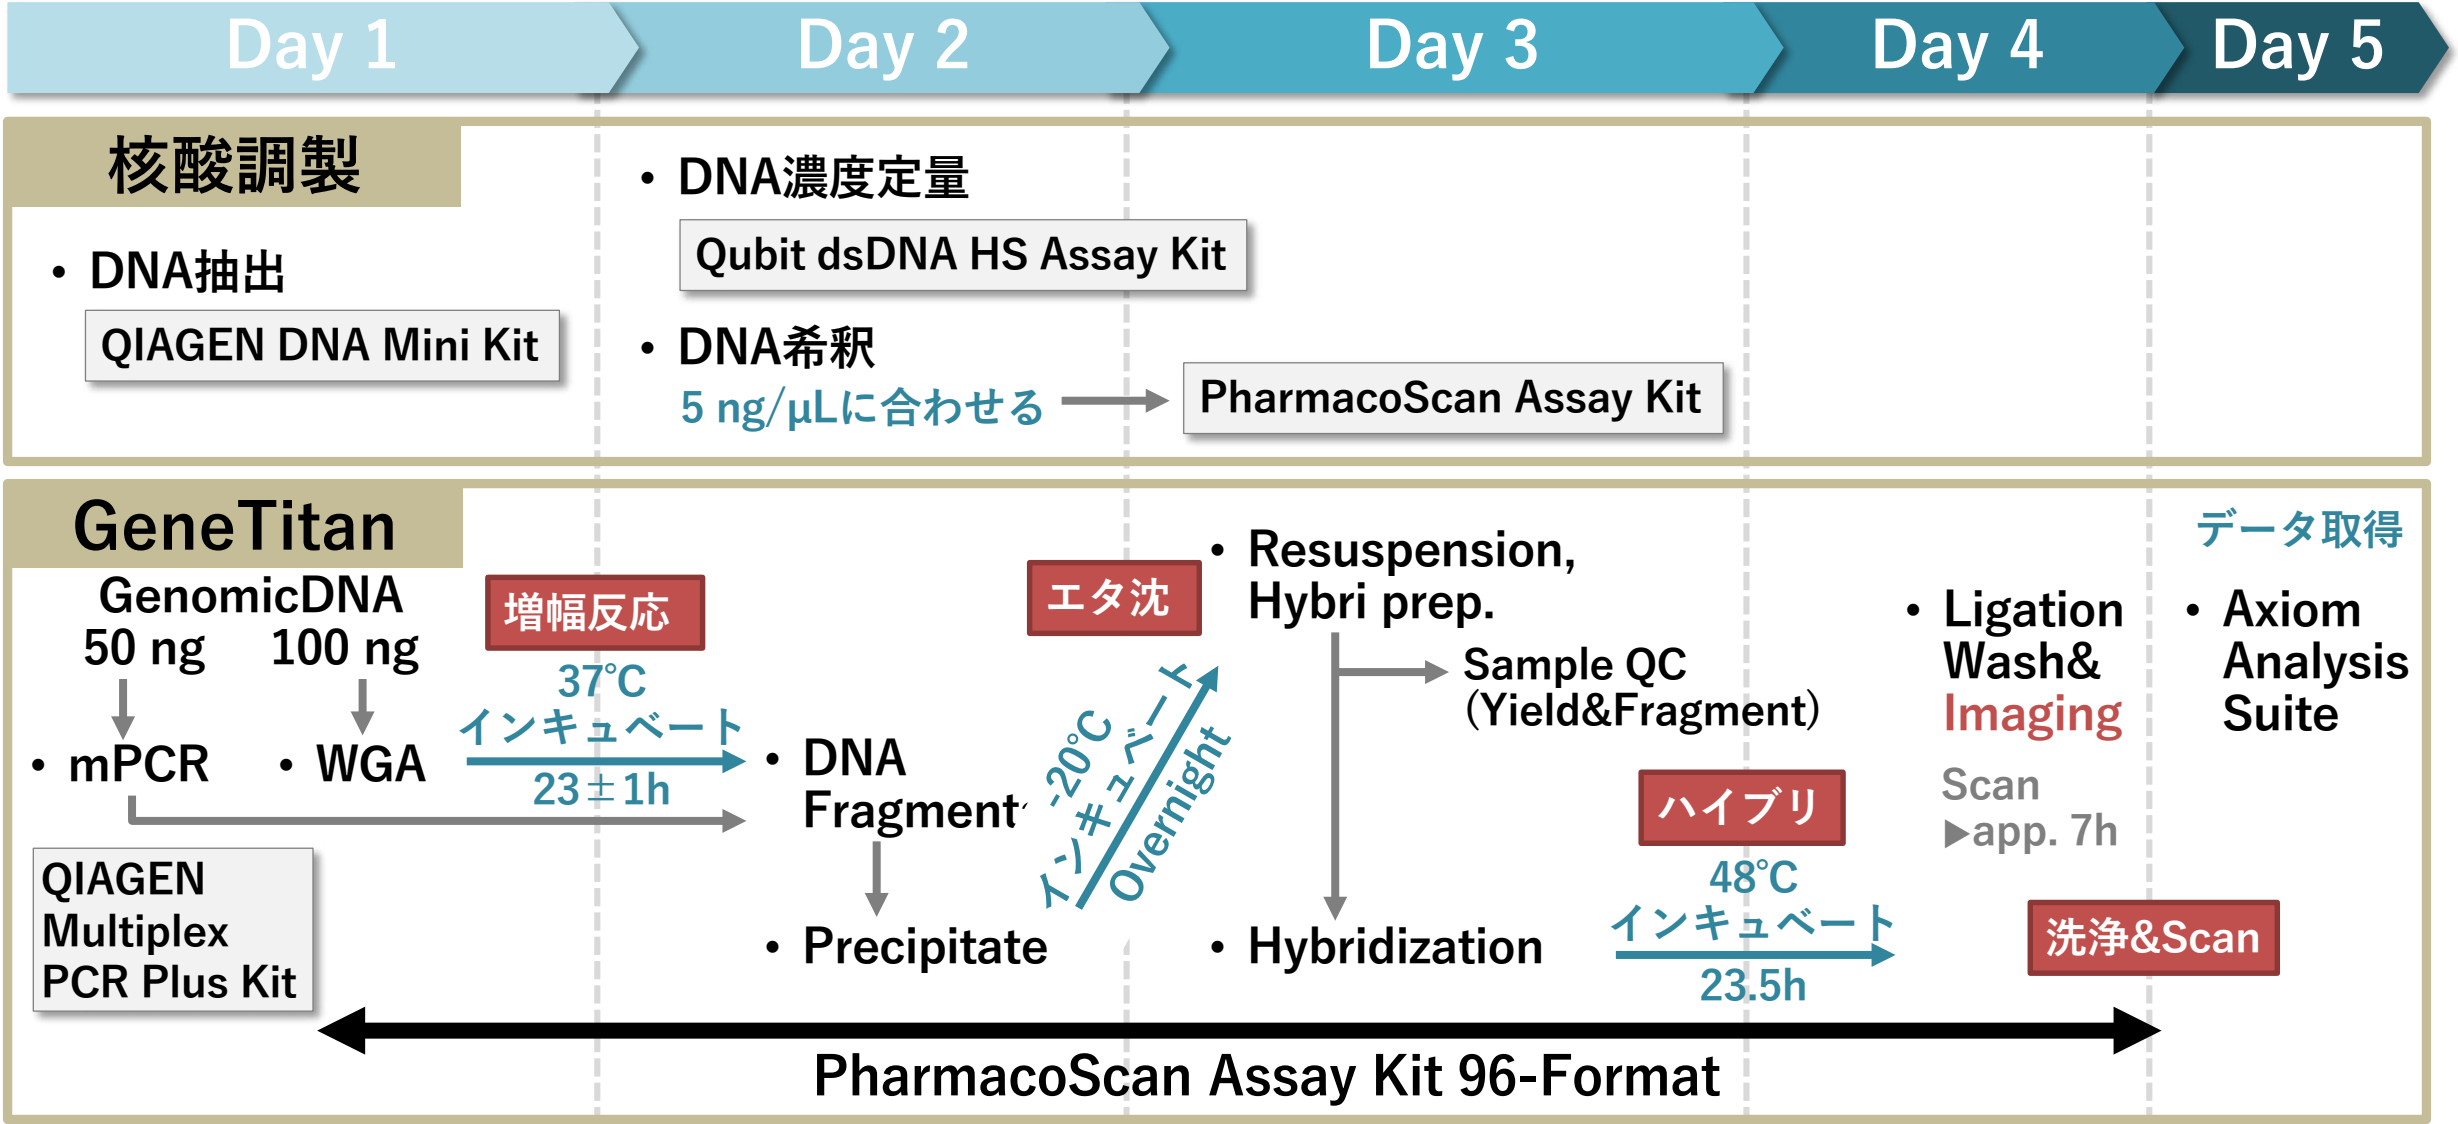 Day 1
Day 2
Day 3
Day 4
Day 5
核酸調製
• DNA抽出
QIAGEN DNA Mini Kit
• DNA濃度定量
Qubit dsDNA HS Assay Kit
• DNA希釈
5 ng/μLに合わせる
PharmacoScan Assay Kit
GeneTitan
GenomicDNA
50 ng
100 ng
• mPCR
• WGA
QIAGEN
Multiplex
PCR Plus Kit
増幅反応
37℃
インキュベート
23±1h
• DNA
Fragment
• Precipitate
エタ沈
-20℃
インキュベート
Overnight
• Resuspension,
Hybri prep.
Sample QC
(Yield&Fragment)
• Hybridization
ハイブリ
48℃
インキュベート
23.5h
• Ligation
Wash&
Imaging
Scan
▶app. 7h
洗浄&Scan
データ取得
• Axiom
Analysis
Suite
PharmacoScan Assay Kit 96-Format